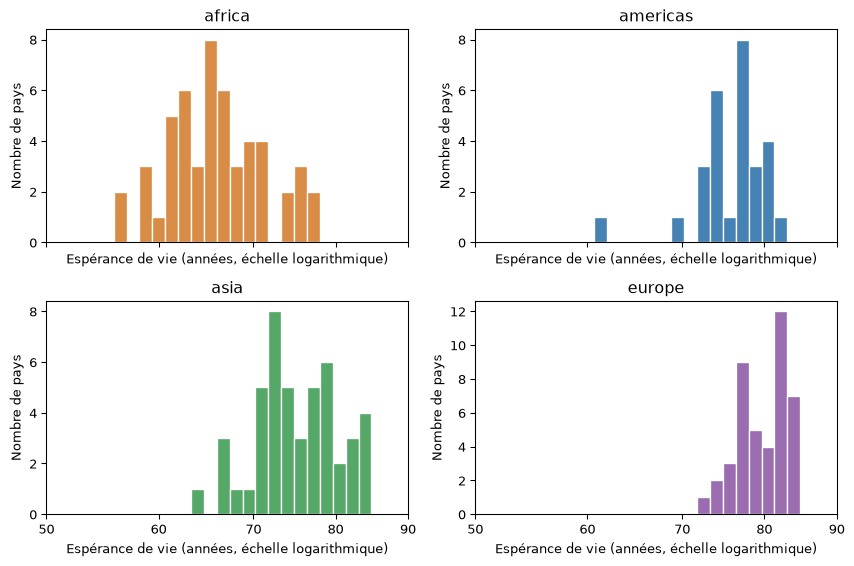 africa
Nombre de pays
8
6
4
2
0
Espérance de vie (années, échelle logarithmique)
americas
Nombre de pays
8
6
4
2
0
Espérance de vie (années, échelle logarithmique)
asia
Nombre de pays
8
6
4
2
0
50 60 70 80 90
Espérance de vie (années, échelle logarithmique)
europe
Nombre de pays
12
10
8
6
4
2
0
50 60 70 80 90
Espérance de vie (années, échelle logarithmique)